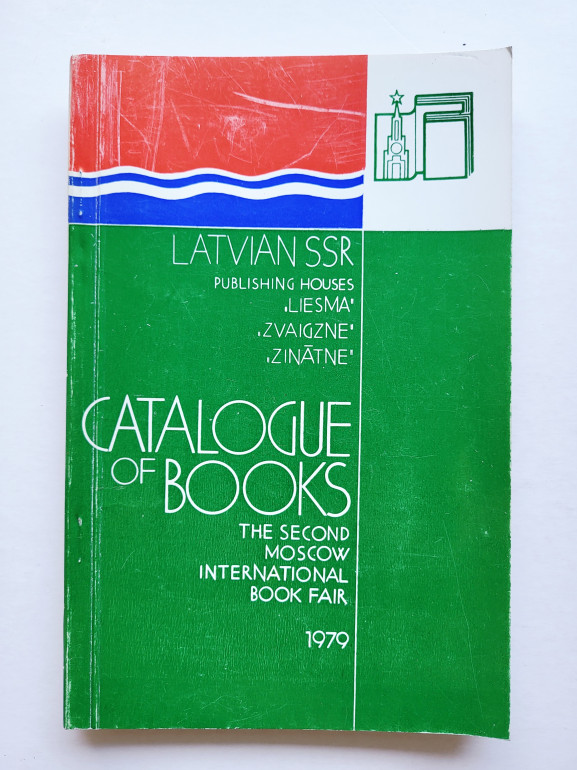 LATVIAN SSR
PUBLISHING HOUSES
„LIESMA"
„ZVAIGZNE"
„ZINĀTNE"
CATALOGUE
OF BOOKS
THE SECOND
MOSCOW
INTERNATIONAL
BOOK FAIR
1979